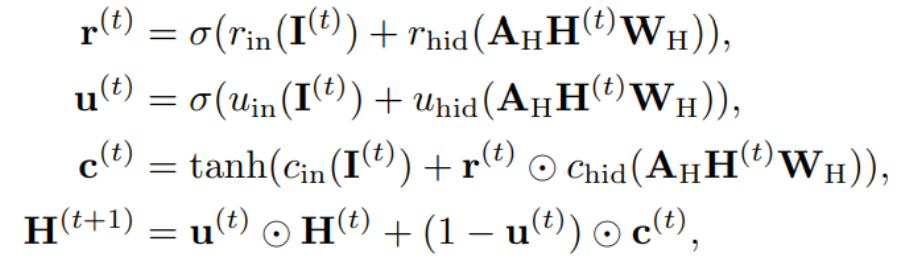 r^(t) = σ(r_in(I^(t)) + r_hid(A_H H^(t) W_H)),
u^(t) = σ(u_in(I^(t)) + u_hid(A_H H^(t) W_H)),
c^(t) = tanh(c_in(I^(t)) + r^(t) ⊙ c_hid(A_H H^(t) W_H)),
H^(t+1) = u^(t) ⊙ H^(t) + (1 − u^(t)) ⊙ c^(t),